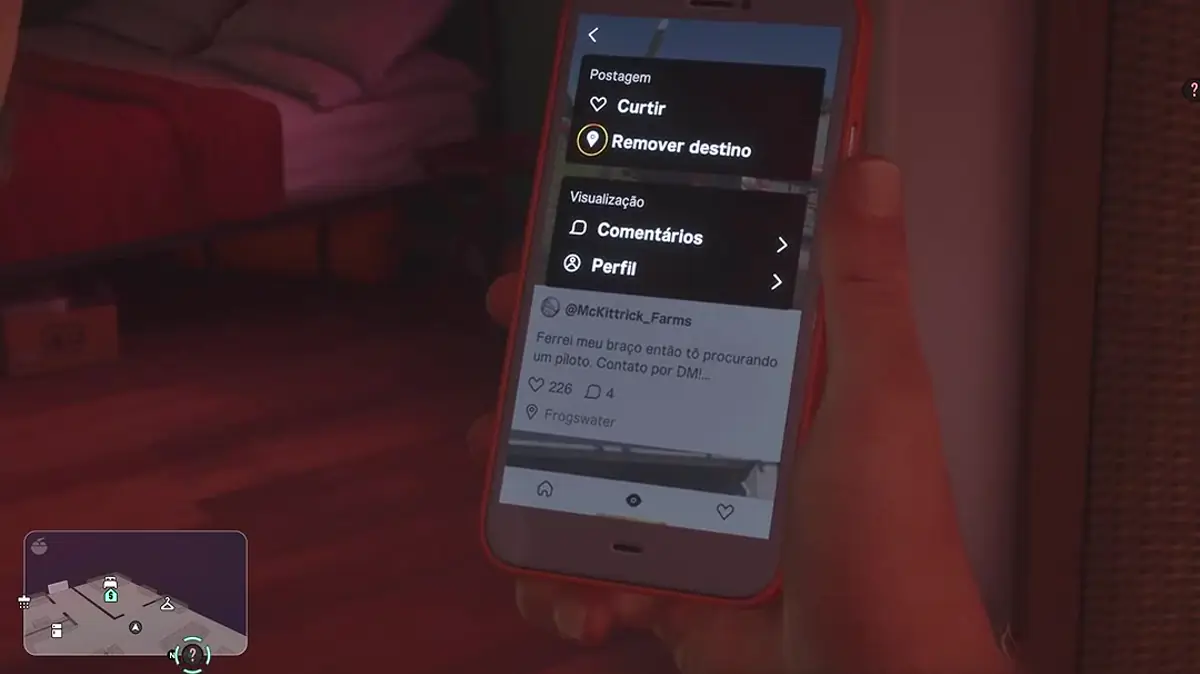 Postagem
Curtir
Remover destino
Visualização
Comentários
Perfil
@McKittrick_Farms
Ferrei meu braço então tô procurando
um piloto. Contato por DM!...
226 4
Frogswater
?
$
N ?